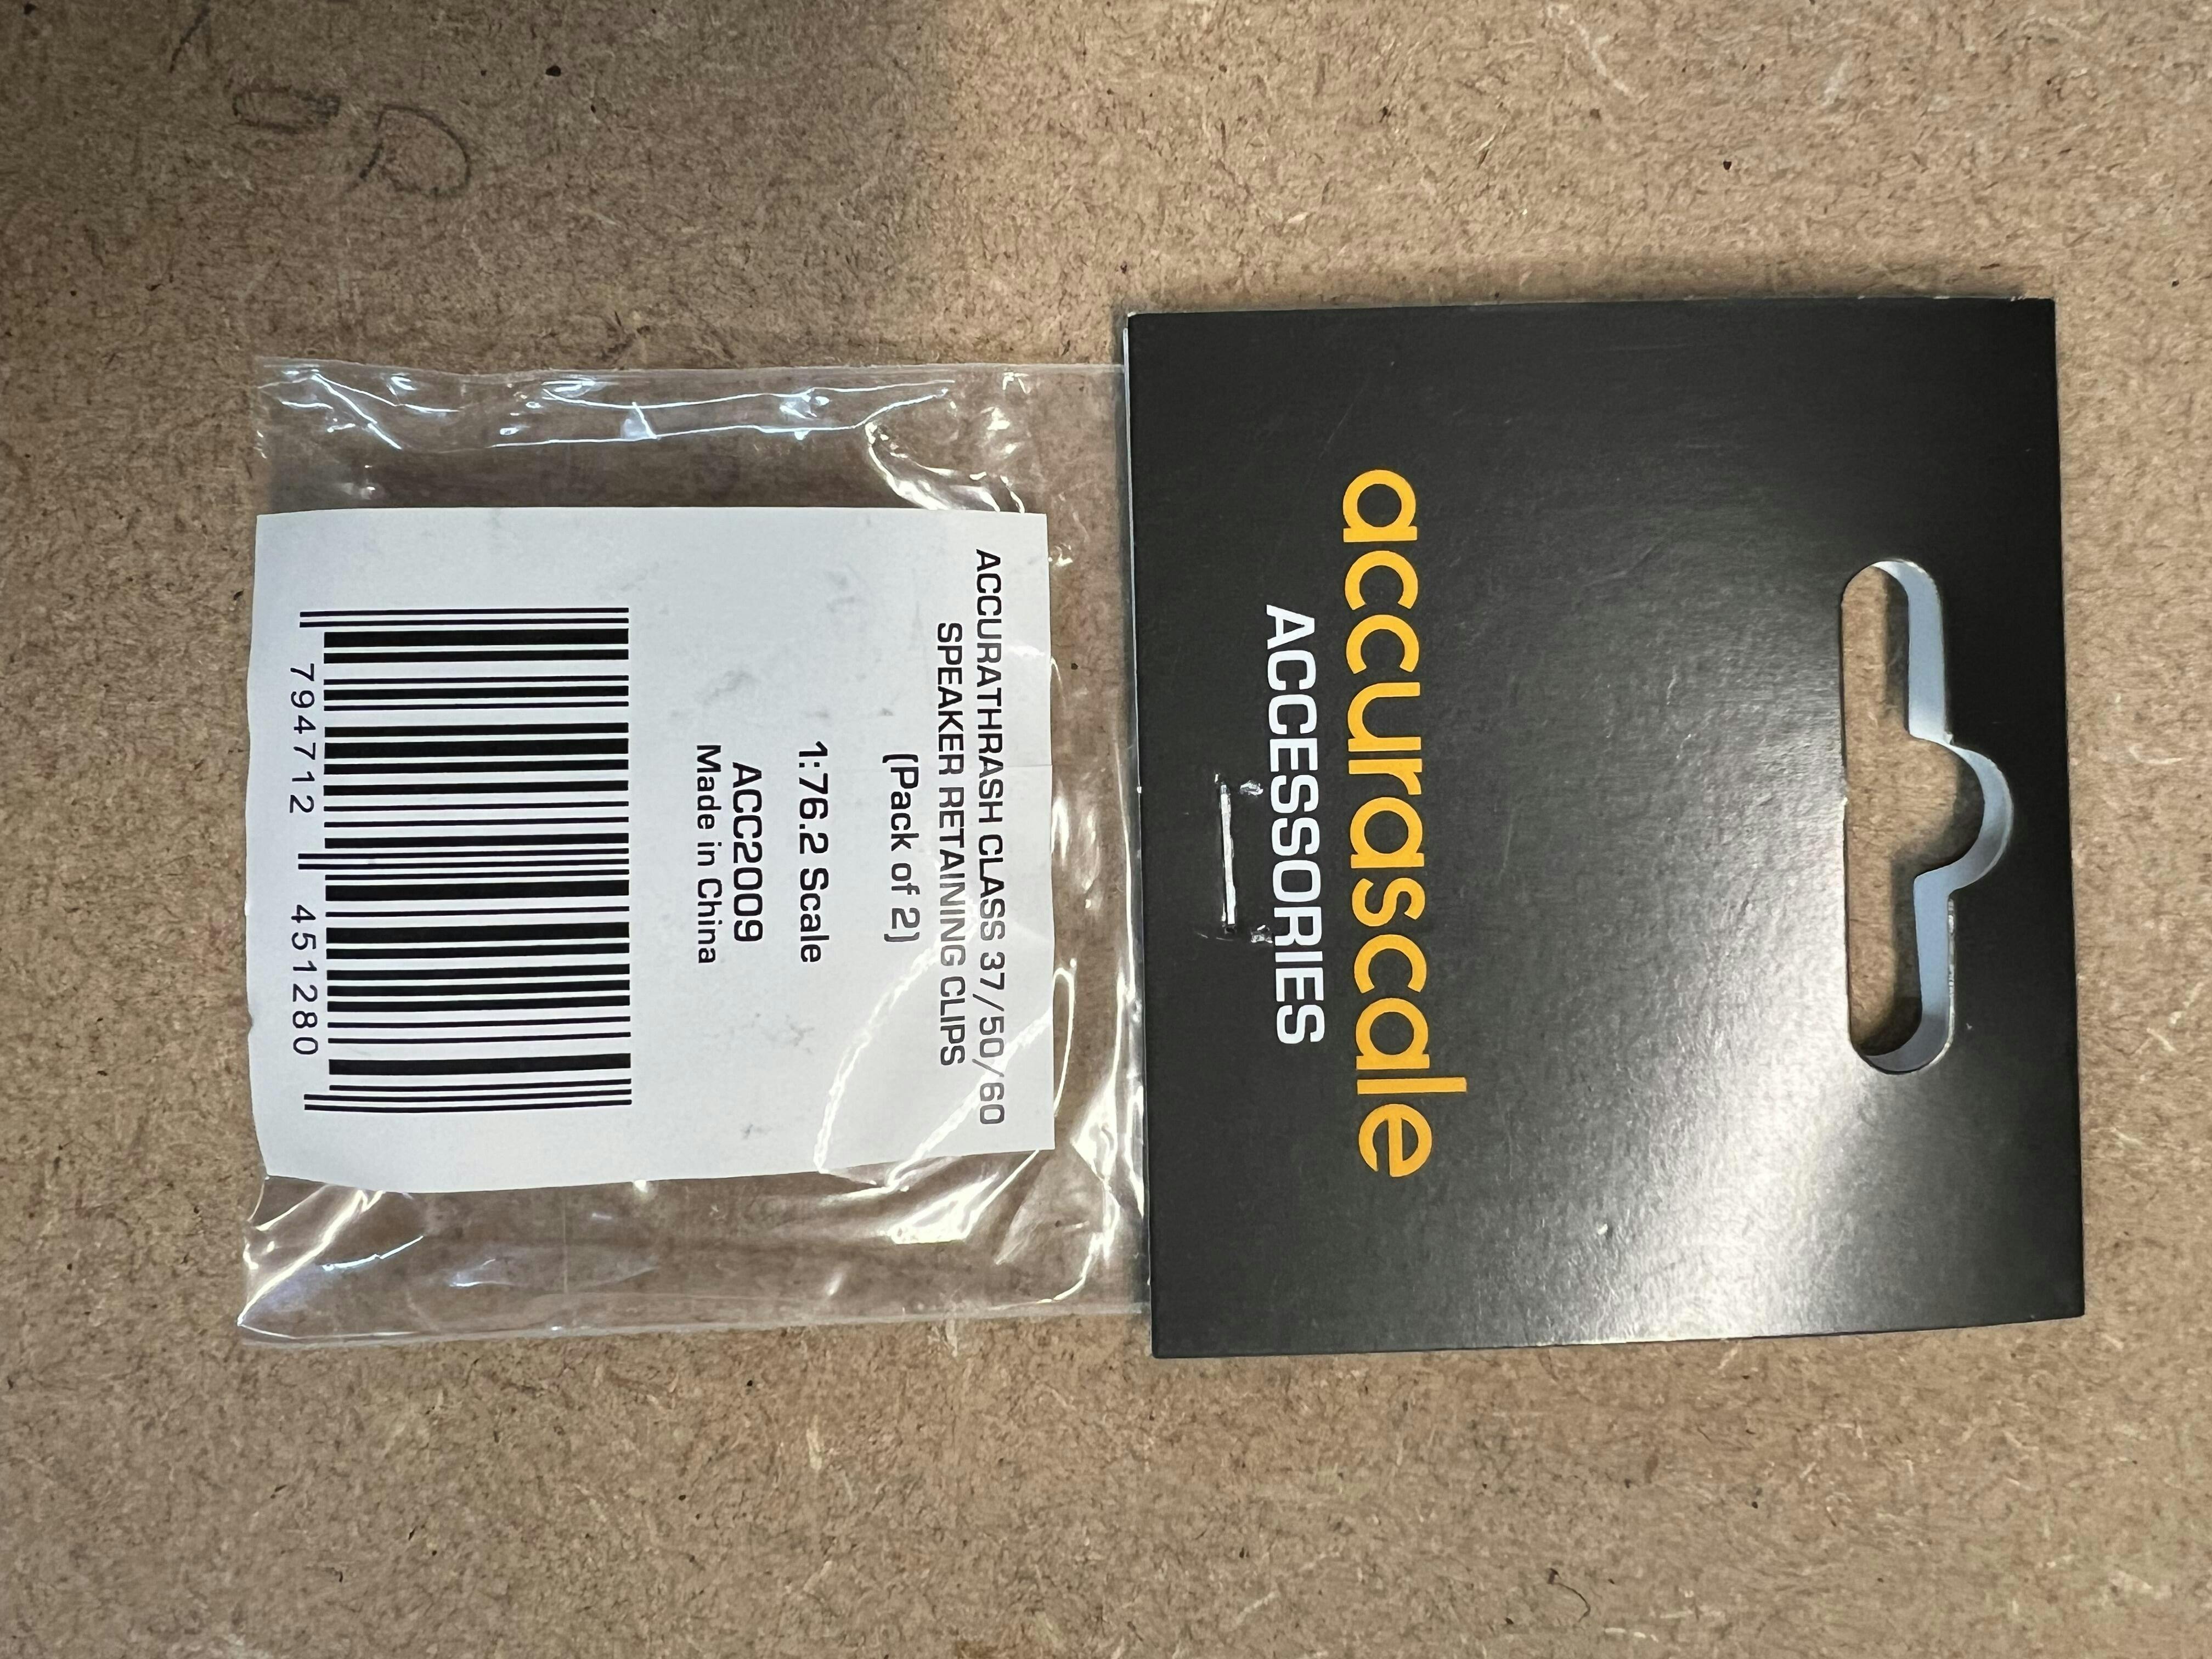 accurascale
ACCESSORIES
ACCURATHRASH CLASS 37/50/60
SPEAKER RETAINING CLIPS
(Pack of 2)
1:76.2 Scale
ACC2009
Made in China
794712 451280